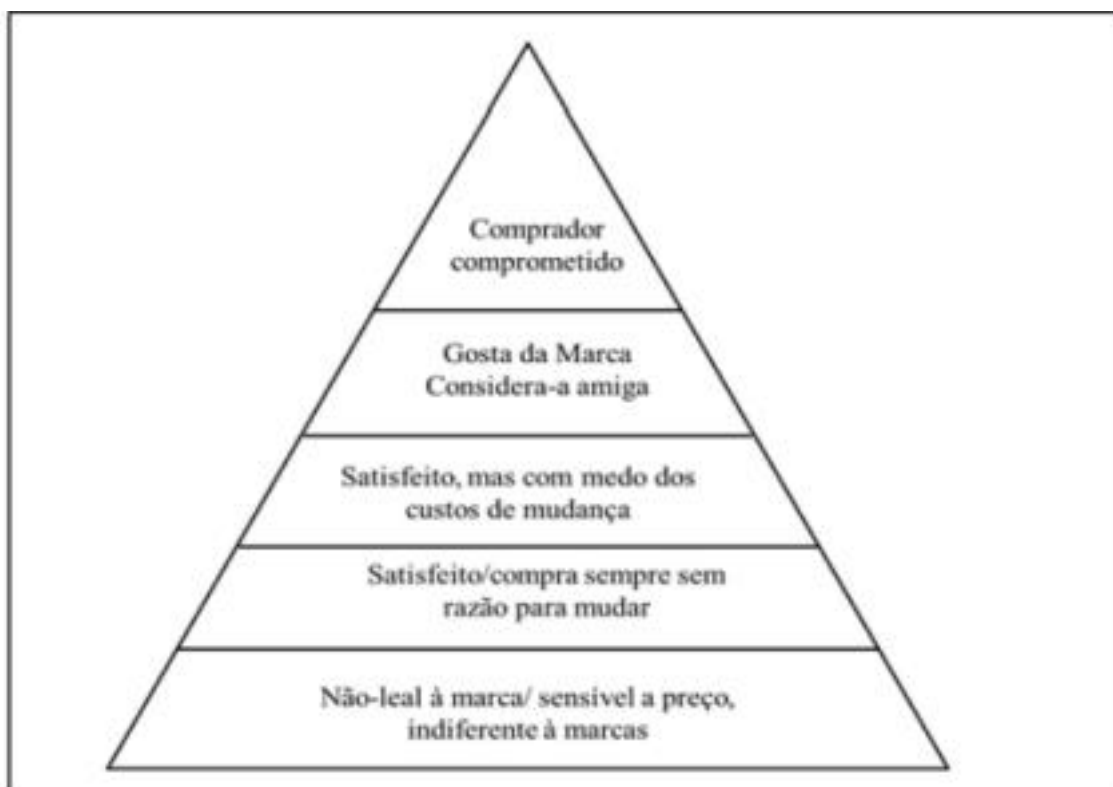 Comprador
comprometido
Gosta da Marca
Considera-a amiga
Satisfeito, mas com medo dos
custos de mudança
Satisfeito/compra sempre sem
razão para mudar
Não-leal à marca/ sensível a preço,
indiferente à marcas